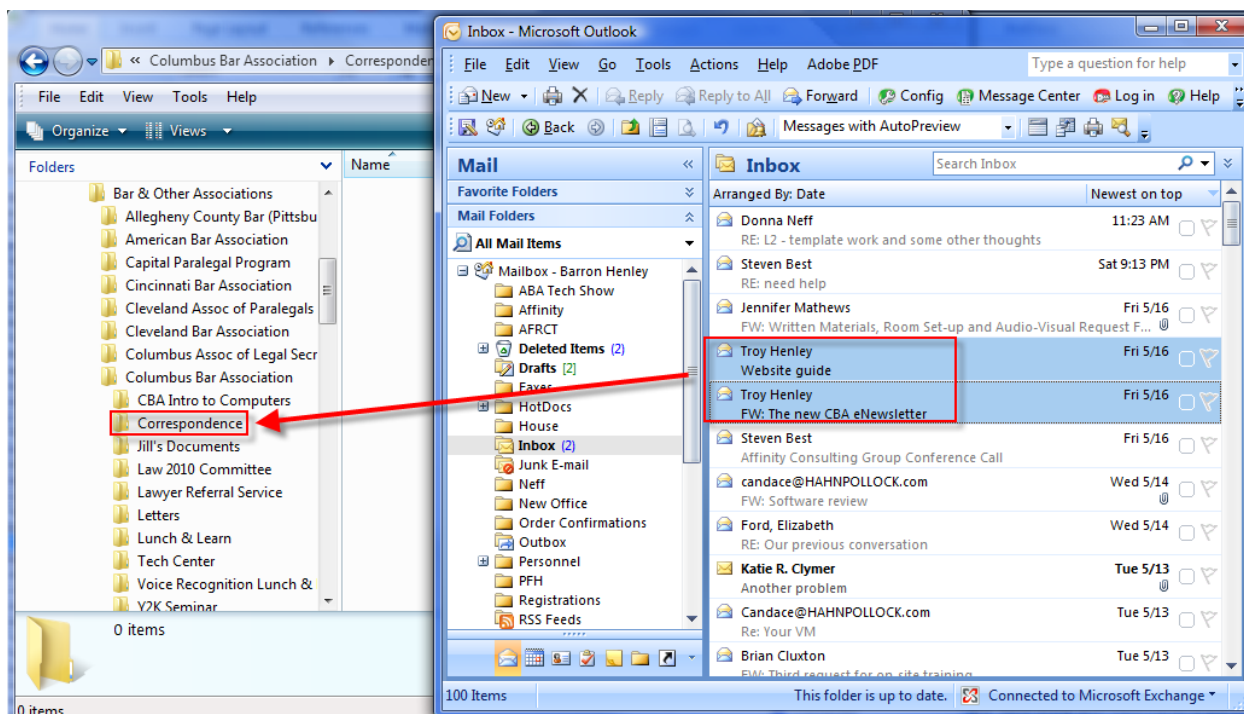 « Columbus Bar Association ▸ Corresponden
File Edit View Tools Help
Organize Views
Folders
Name
Bar & Other Associations
Allegheny County Bar (Pittsbu
American Bar Association
Capital Paralegal Program
Cincinnati Bar Association
Cleveland Assoc of Paralegals
Cleveland Bar Association
Columbus Assoc of Legal Secr
Columbus Bar Association
CBA Intro to Computers
Correspondence
Jill's Documents
Law 2010 Committee
Lawyer Referral Service
Letters
Lunch & Learn
Tech Center
Voice Recognition Lunch &
Y2K Seminar
0 items
0 items
Inbox - Microsoft Outlook
File Edit View Go Tools Actions Help Adobe PDF Type a question for help
New Reply Reply to All Forward Config Message Center Log in Help
Back Messages with AutoPreview
Mail «
Favorite Folders
Mail Folders
All Mail Items
Mailbox - Barron Henley
ABA Tech Show
Affinity
AFRCT
Deleted Items (2)
Drafts [2]
Faxes
HotDocs
House
Inbox (2)
Junk E-mail
Neff
New Office
Order Confirmations
Outbox
Personnel
PFH
Registrations
RSS Feeds
Inbox Search Inbox
Arranged By: Date Newest on top
Donna Neff 11:23 AM
RE: L2 - template work and some other thoughts
Steven Best Sat 9:13 PM
RE: need help
Jennifer Mathews Fri 5/16
FW: Written Materials, Room Set-up and Audio-Visual Request F...
Troy Henley Fri 5/16
Website guide
Troy Henley Fri 5/16
FW: The new CBA eNewsletter
Steven Best Fri 5/16
Affinity Consulting Group Conference Call
candace@HAHNPOLLOCK.com Wed 5/14
FW: Software review
Ford, Elizabeth Wed 5/14
RE: Our previous conversation
Katie R. Clymer Tue 5/13
Another problem
Candace@HAHNPOLLOCK.com Tue 5/13
Re: Your VM
Brian Cluxton Tue 5/13
FW: Third request for on-site training
100 Items This folder is up to date. Connected to Microsoft Exchange